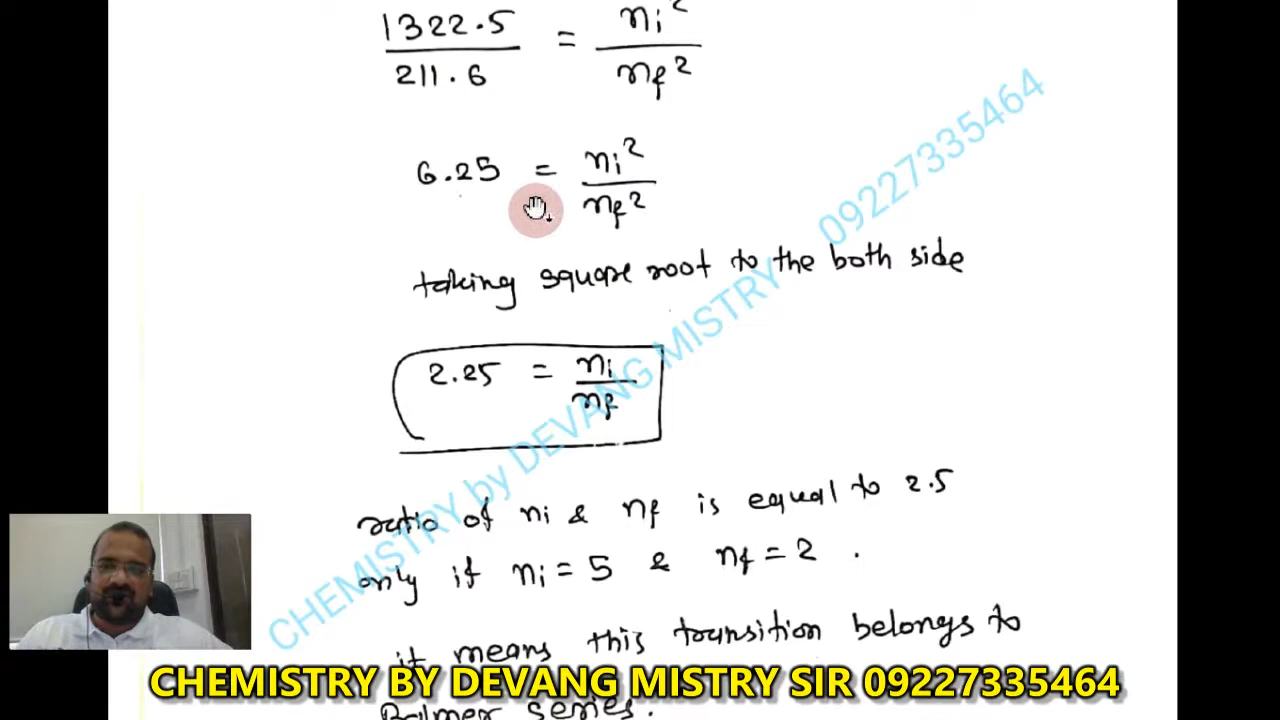 1322.5 / 211.6 = ni² / nf²
6.25 = ni² / nf²
taking square root to the both side
2.25 = ni / nf
ratio of ni & nf is equal to 2.5
only if ni = 5 & nf = 2 .
it means this transition belongs to
Balmer series.
CHEMISTRY by DEVANG MISTRY 09227335464
CHEMISTRY BY DEVANG MISTRY SIR 09227335464